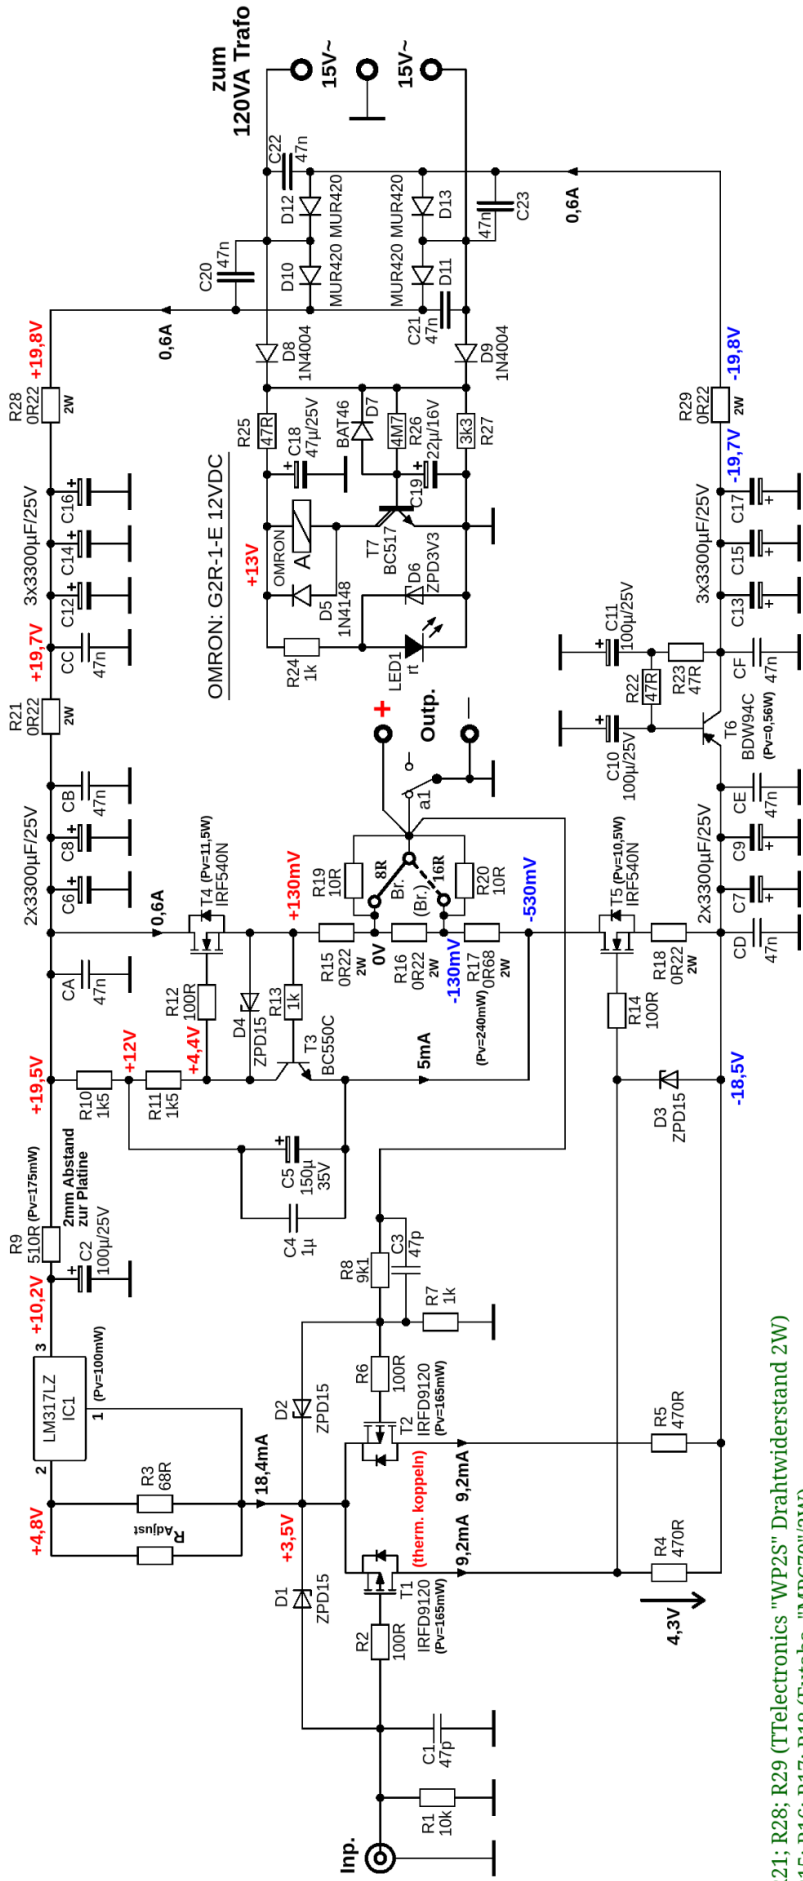 zum
120VA Trafo
15V~
15V~
C22
47n
C20
47n
D12
MUR420
D10
MUR420
MUR420
D13
MUR420
D11
C21
47n
47n
C23
0,6A
0,6A
D8
1N4004
D9
1N4004
+19,8V
R28
0R22
2W
-19,8V
R29
0R22
2W
-19,7V
OMRON: G2R-1-E 12VDC
R25
47R
C18
47µ/25V
BAT46
D7
4M7
R26
C19
22µ/16V
3k3
R27
+13V
OMRON
A
T7
BC517
D5
1N4148
D6
ZPD3V3
R24
1k
LED1
rt
3x3300µF/25V
C16
C14
C12
+19,7V
CC
47n
R21
0R22
2W
2x3300µF/25V
CB
47n
C8
C6
CA
47n
3x3300µF/25V
C17
C15
C13
CF
47n
C11
100µ/25V
R22
47R
R23
47R
C10
100µ/25V
T6
BDW94C
(Pv=0,56W)
2x3300µF/25V
CE
47n
C9
C7
CD
47n
+
Outp.
–
a1
0,6A
T4 (Pv=11,5W)
IRF540N
R12
100R
+130mV
R19
10R
8R
Br.
16R
(Br.)
R20
10R
R15
0R22
2W
0V
R16
0R22
2W
-130mV
R17
0R68
2W
(Pv=240mW)
-530mV
T5 (Pv=10,5W)
IRF540N
R18
0R22
2W
R14
100R
D4
ZPD15
R13
1k
T3
BC550C
5mA
+19,5V
R10
1k5
+12V
R11
1k5
+4,4V
D3
ZPD15
-18,5V
R9
510R (Pv=175mW)
2mm Abstand
zur Platine
C2
100µ/25V
C5
150µ
35V
C4
1µ
+10,2V
3
LM317LZ
IC1
1
2
(Pv=100mW)
R3
68R
R Adjust
+4,8V
18,4mA
R8
9k1
C3
47p
R7
1k
R6
100R
D2
ZPD15
T2
IRFD9120
(Pv=165mW)
+3,5V
(therm. koppeln)
9,2mA
9,2mA
R5
470R
R4
470R
4,3V
D1
ZPD15
T1
IRFD9120
(Pv=165mW)
R2
100R
C1
47p
R1
10k
Inp.
21; R28; R29 (TTelectronics "WP2S" Drahtwiderstand 2W)